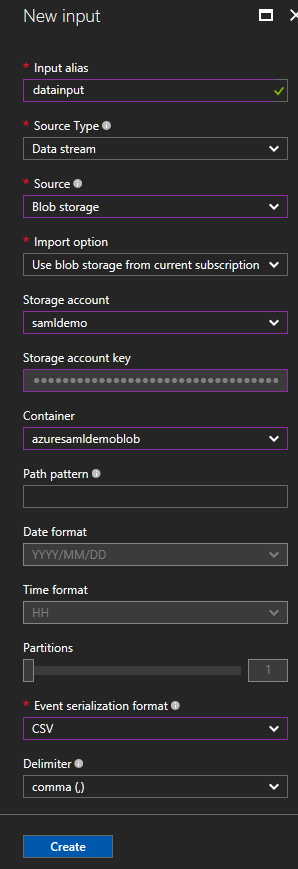 New input
* Input alias
datainput
* Source Type
Data stream
* Source
Blob storage
* Import option
Use blob storage from current subscription
Storage account
samldemo
Storage account key
••••••••••••••••••••••••••••••••••••
Container
azuresamldemoblob
Path pattern
Date format
YYYY/MM/DD
Time format
HH
Partitions
1
* Event serialization format
CSV
Delimiter
comma (,)
Create